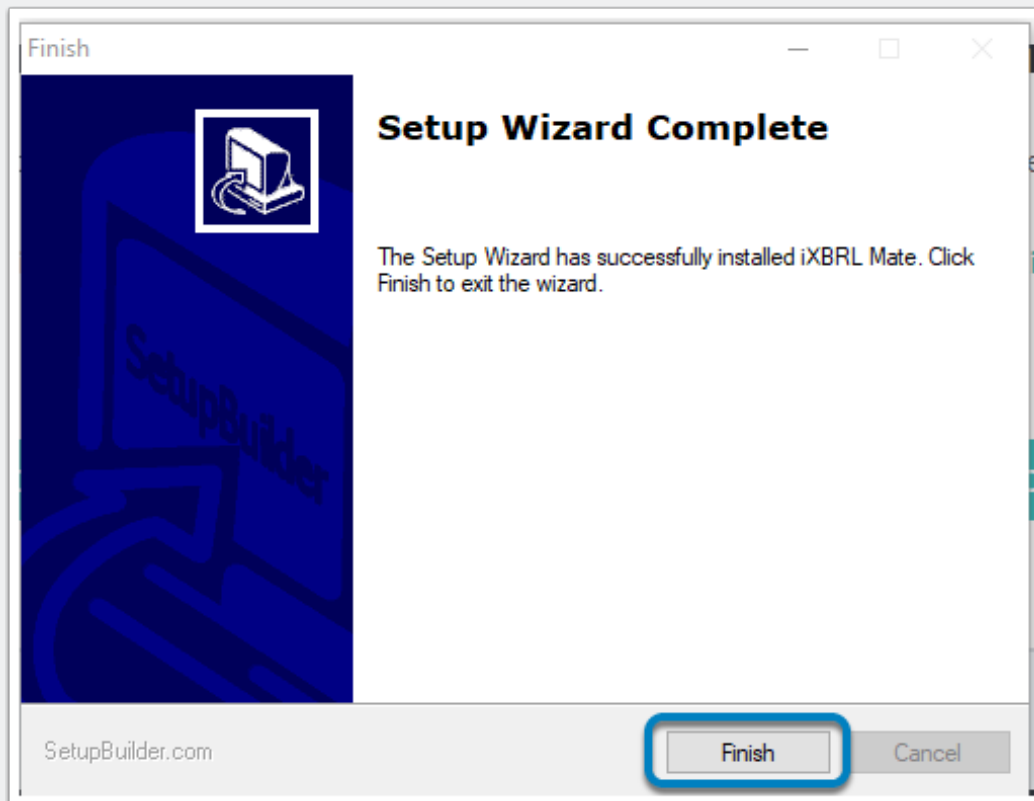 Finish
Setup Wizard Complete
The Setup Wizard has successfully installed iXBRL Mate. Click
Finish to exit the wizard.
SetupBuilder
SetupBuilder.com
Finish
Cancel